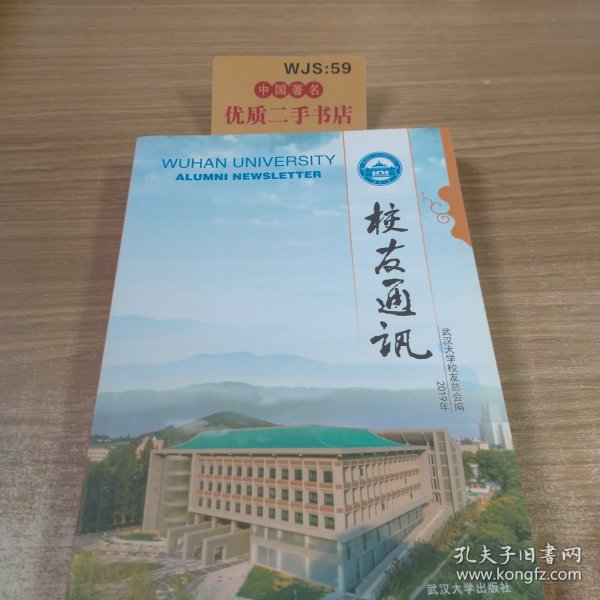 WJS:59
中国著名
优质二手书店
WUHAN UNIVERSITY
ALUMNI NEWSLETTER
校友通讯
武汉大学校友总会编
2019年
武汉大学出版社
孔夫子旧书网
www.kongfz.com